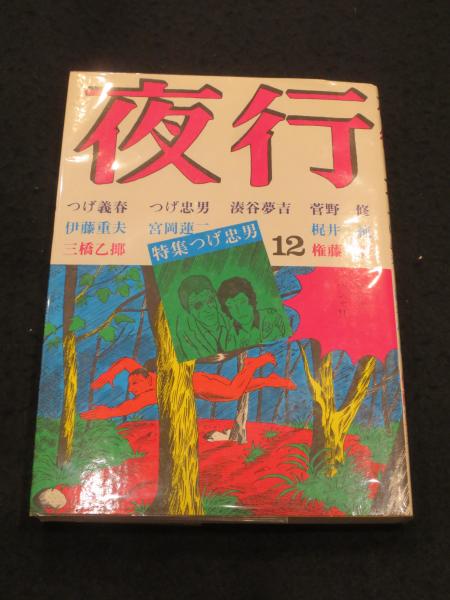 夜行
つげ義春 つげ忠男 湊谷夢吉 菅野 修
伊藤重夫 宮岡蓮二 梶井
三橋乙揶 12 権藤
特集つげ忠男